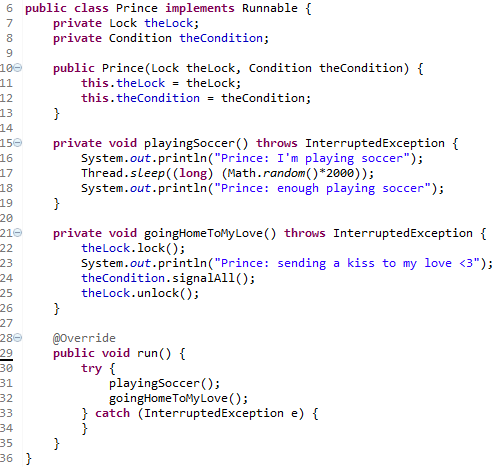 6 public class Prince implements Runnable {
7     private Lock theLock;
8     private Condition theCondition;
9
10     public Prince(Lock theLock, Condition theCondition) {
11         this.theLock = theLock;
12         this.theCondition = theCondition;
13     }
14
15     private void playingSoccer() throws InterruptedException {
16         System.out.println("Prince: I'm playing soccer");
17         Thread.sleep((long) (Math.random()*2000));
18         System.out.println("Prince: enough playing soccer");
19     }
20
21     private void goingHomeToMyLove() throws InterruptedException {
22         theLock.lock();
23         System.out.println("Prince: sending a kiss to my love <3");
24         theCondition.signalAll();
25         theLock.unlock();
26     }
27
28     @Override
29     public void run() {
30         try {
31             playingSoccer();
32             goingHomeToMyLove();
33         } catch (InterruptedException e) {
34         }
35     }
36 }